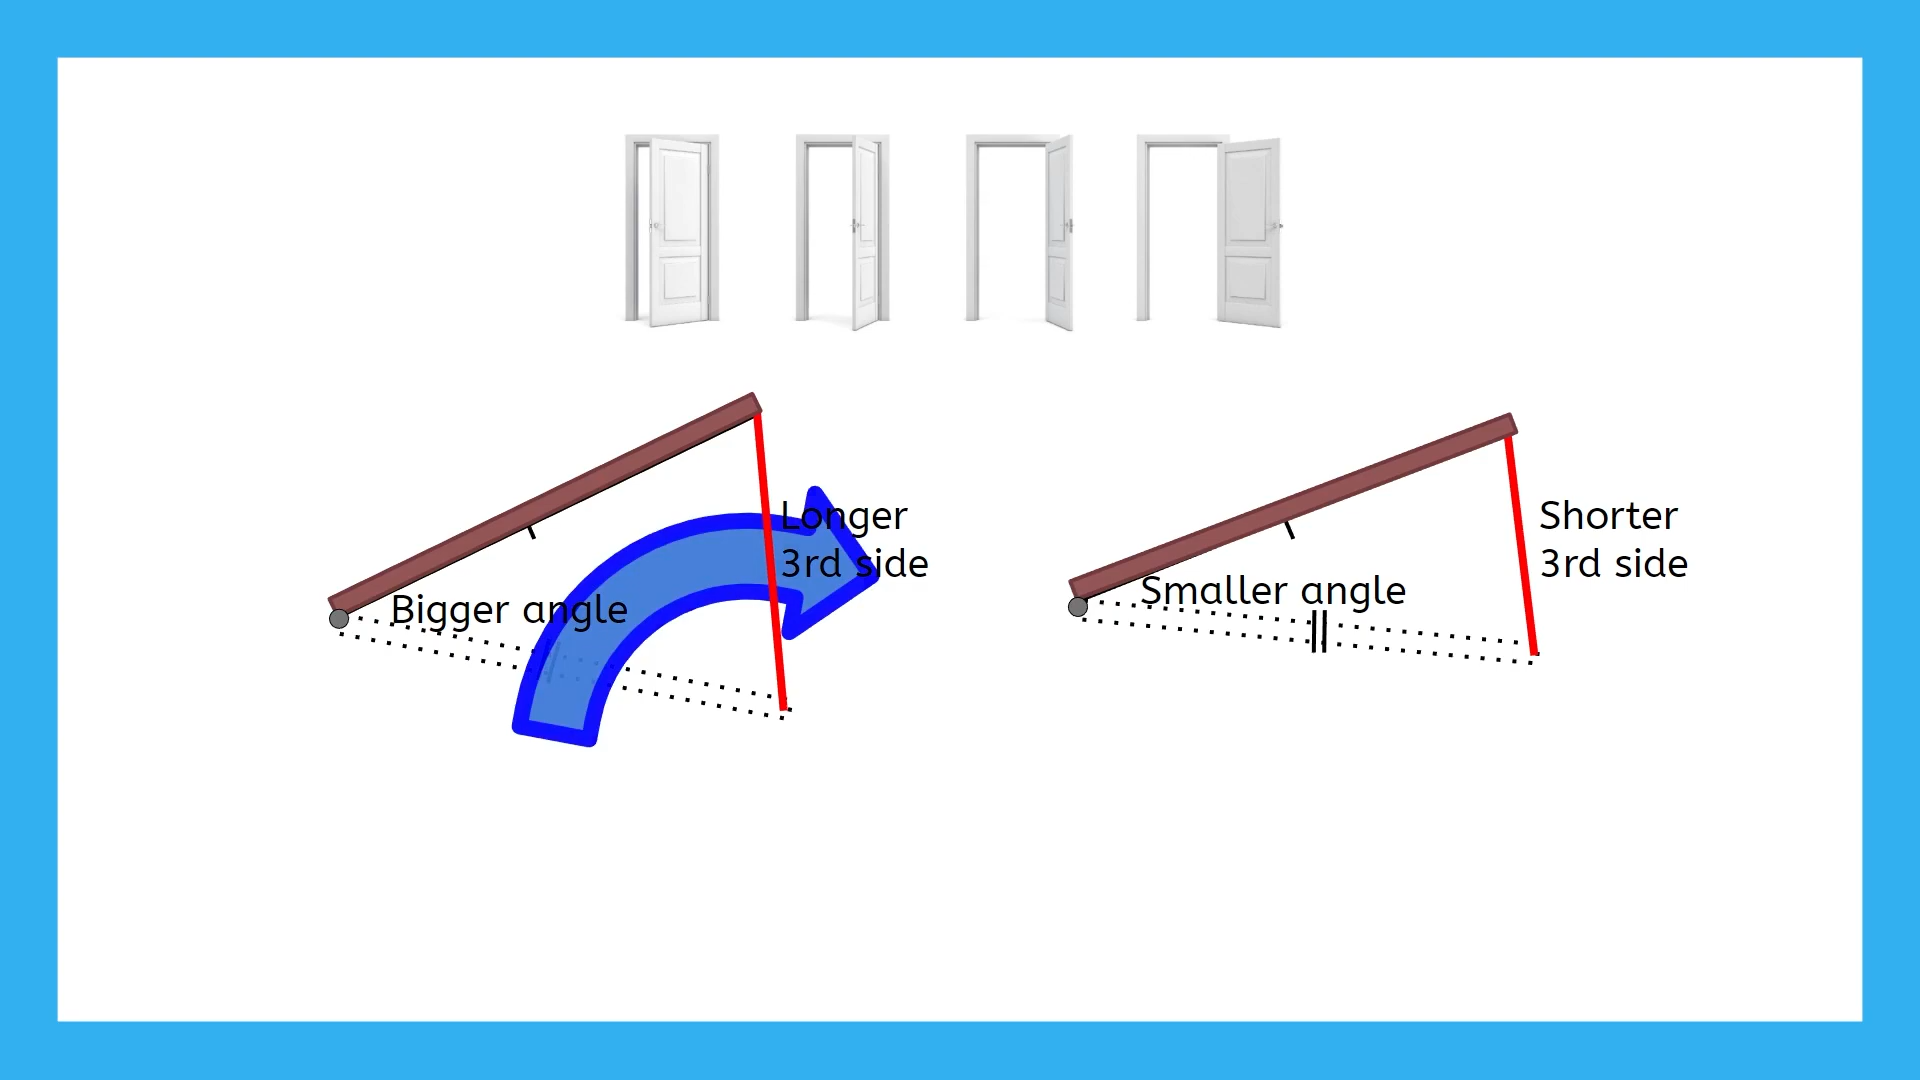 Longer
3rd side
Bigger angle
Shorter
3rd side
Smaller angle